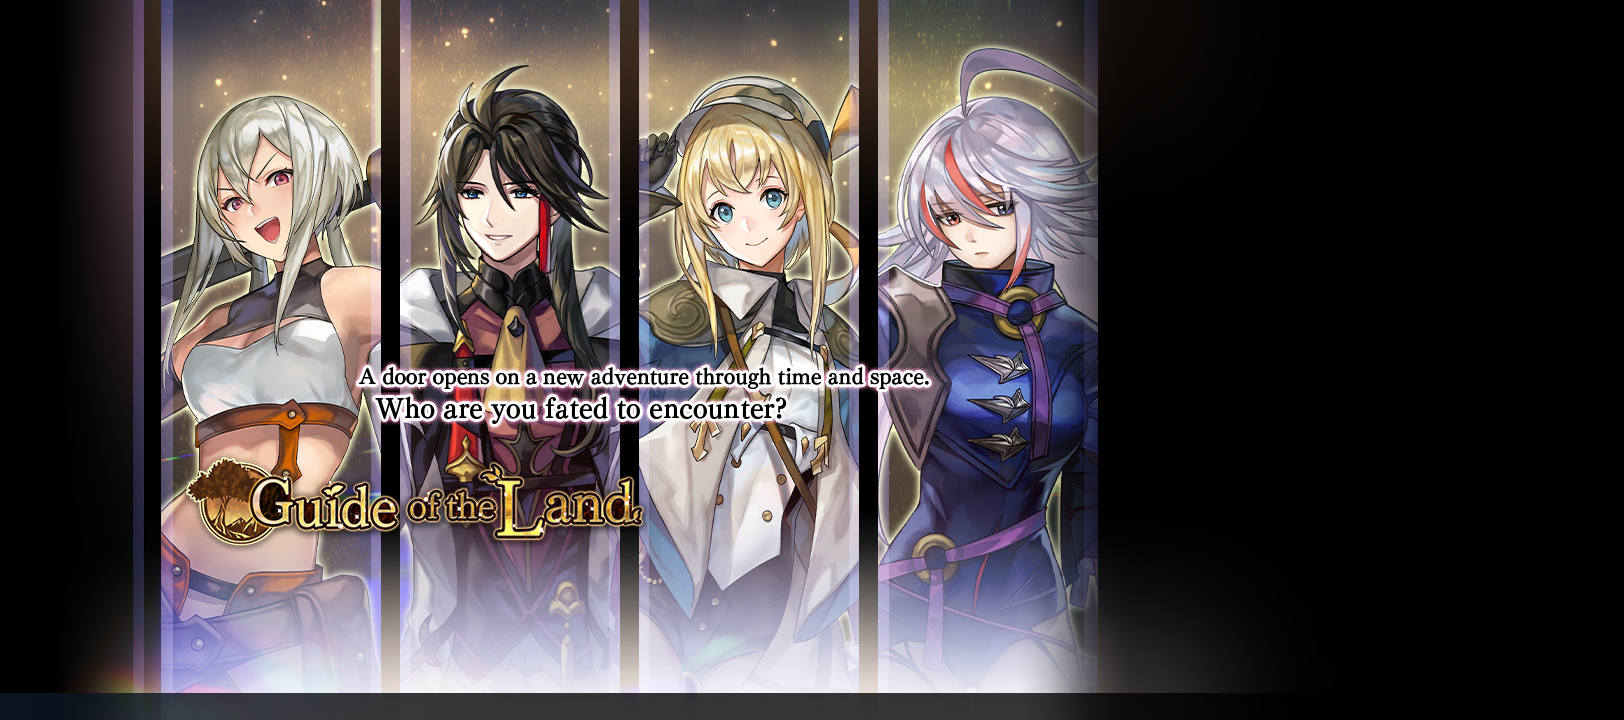 A door opens on a new adventure through time and space.
Who are you fated to encounter?
Guide of the Land